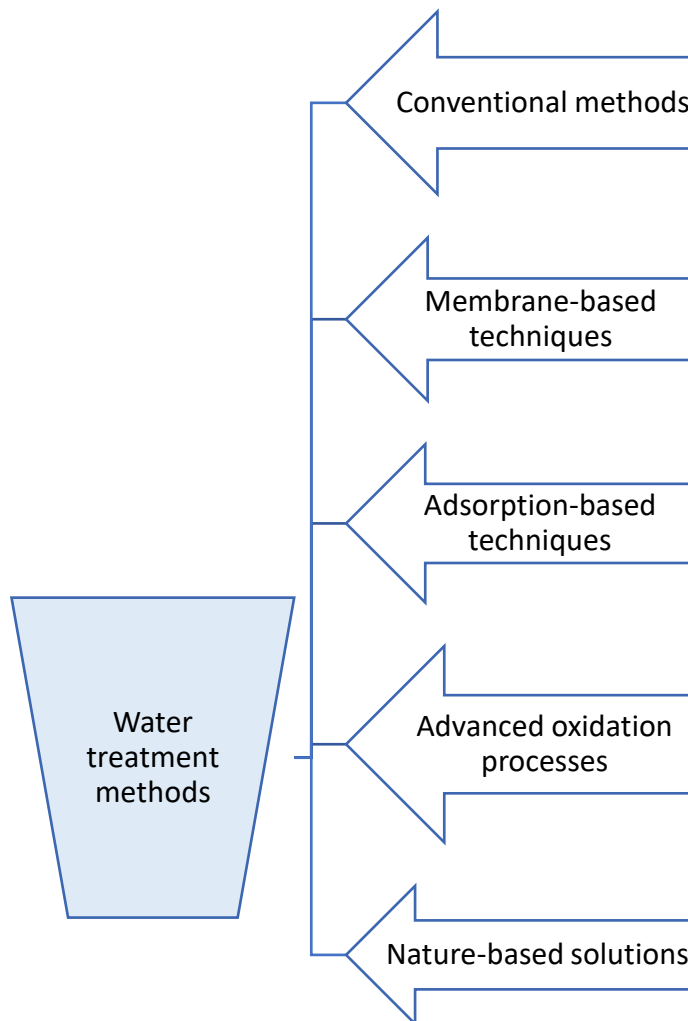 Conventional methods
Membrane-based
techniques
Adsorption-based
techniques
Water
treatment
methods
Advanced oxidation
processes
Nature-based solutions